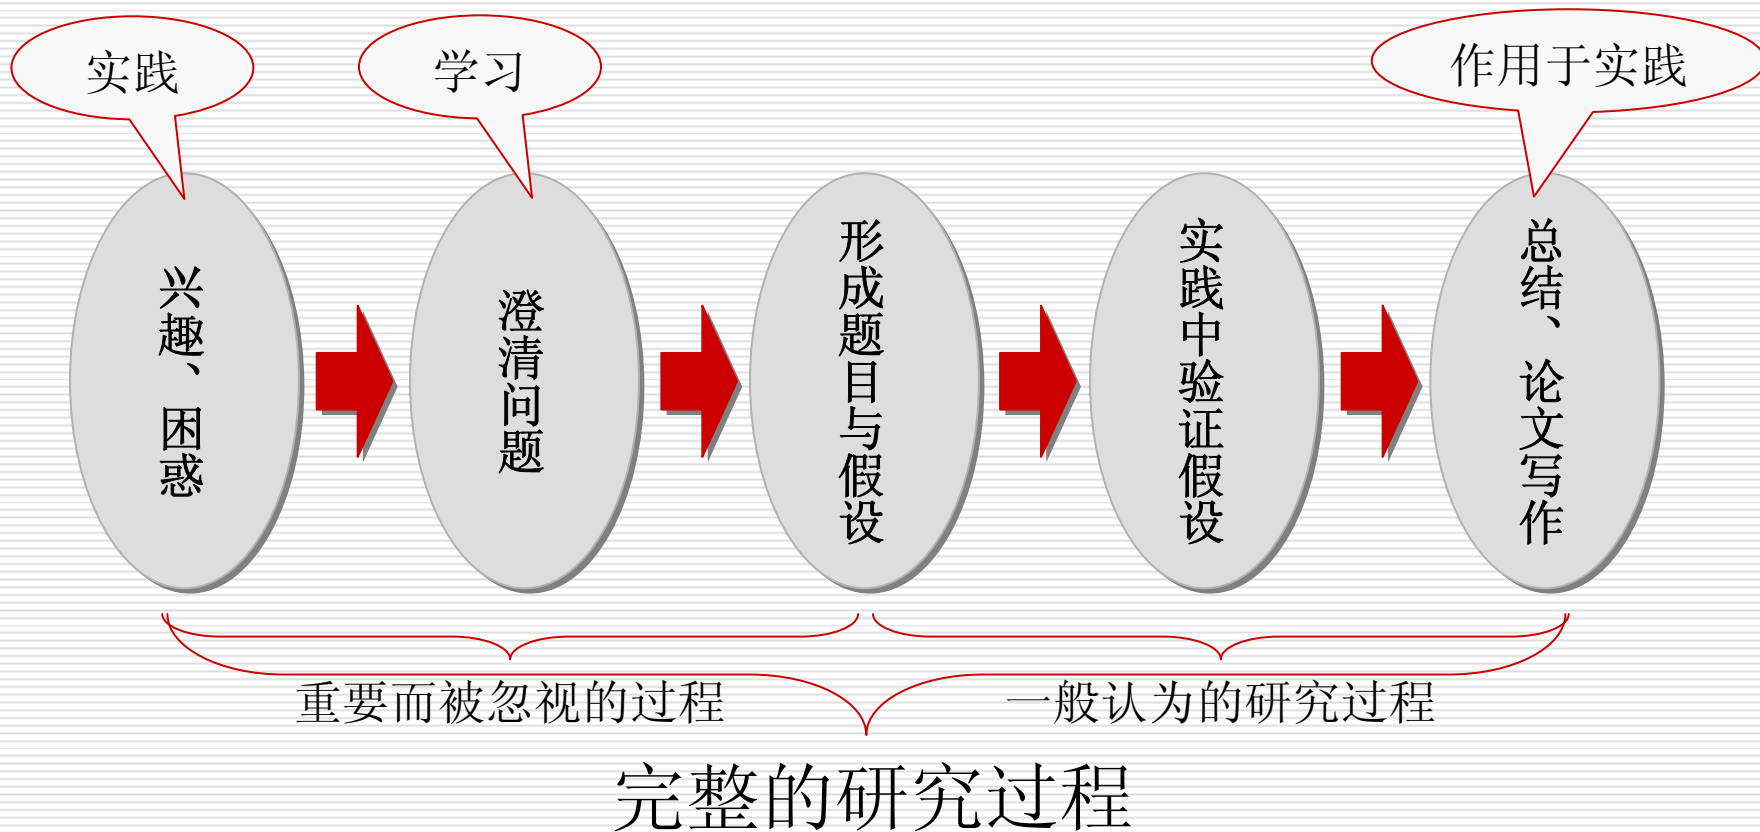 实践
学习
作用于实践
兴趣、困惑
澄清问题
形成题目与假设
实践中验证假设
总结、论文写作
重要而被忽视的过程
一般认为的研究过程
完整的研究过程